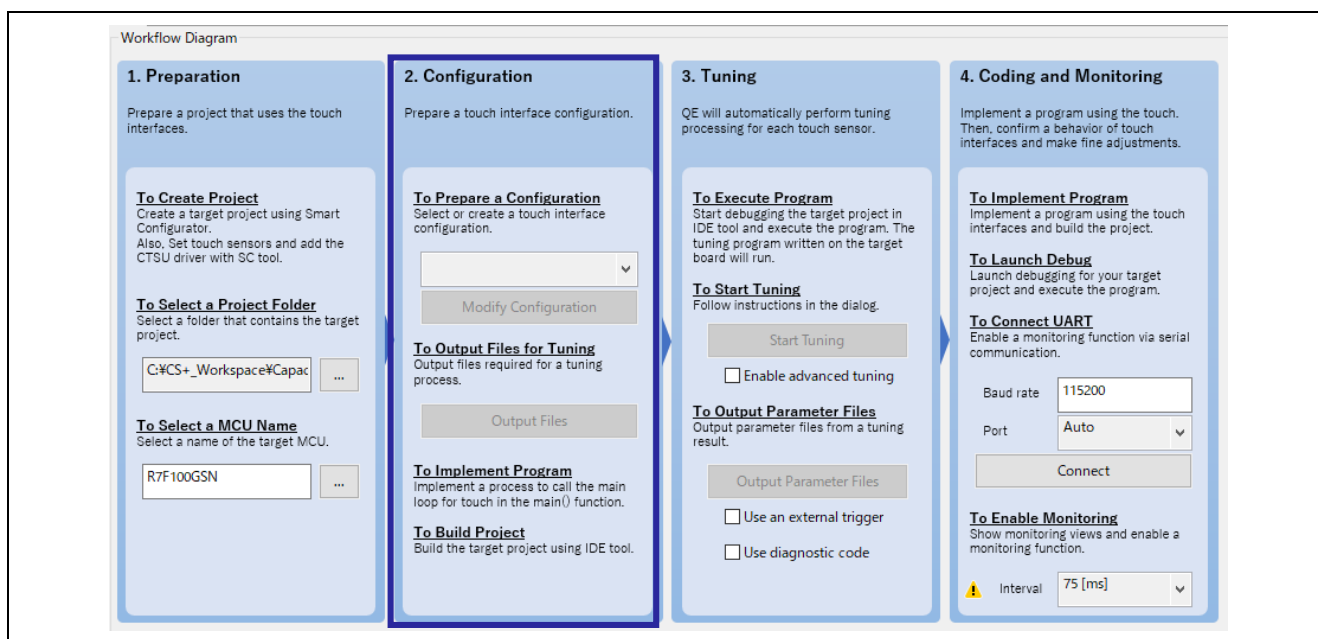 Workflow Diagram
1. Preparation
Prepare a project that uses the touch
interfaces.
To Create Project
Create a target project using Smart
Configurator.
Also, Set touch sensors and add the
CTSU driver with SC tool.
To Select a Project Folder
Select a folder that contains the target
project.
C:¥CS+_Workspace¥Capac
...
To Select a MCU Name
Select a name of the target MCU.
R7F100GSN
...
2. Configuration
Prepare a touch interface configuration.
To Prepare a Configuration
Select or create a touch interface
configuration.
Modify Configuration
To Output Files for Tuning
Output files required for a tuning
process.
Output Files
To Implement Program
Implement a process to call the main
loop for touch in the main() function.
To Build Project
Build the target project using IDE tool.
3. Tuning
QE will automatically perform tuning
processing for each touch sensor.
To Execute Program
Start debugging the target project in
IDE tool and execute the program. The
tuning program written on the target
board will run.
To Start Tuning
Follow instructions in the dialog.
Start Tuning
Enable advanced tuning
To Output Parameter Files
Output parameter files from a tuning
result.
Output Parameter Files
Use an external trigger
Use diagnostic code
4. Coding and Monitoring
Implement a program using the touch.
Then, confirm a behavior of touch
interfaces and make fine adjustments.
To Implement Program
Implement a program using the touch
interfaces and build the project.
To Launch Debug
Launch debugging for your target
project and execute the program.
To Connect UART
Enable a monitoring function via serial
communication.
Baud rate 115200
Port Auto
Connect
To Enable Monitoring
Show monitoring views and enable a
monitoring function.
Interval 75 [ms]